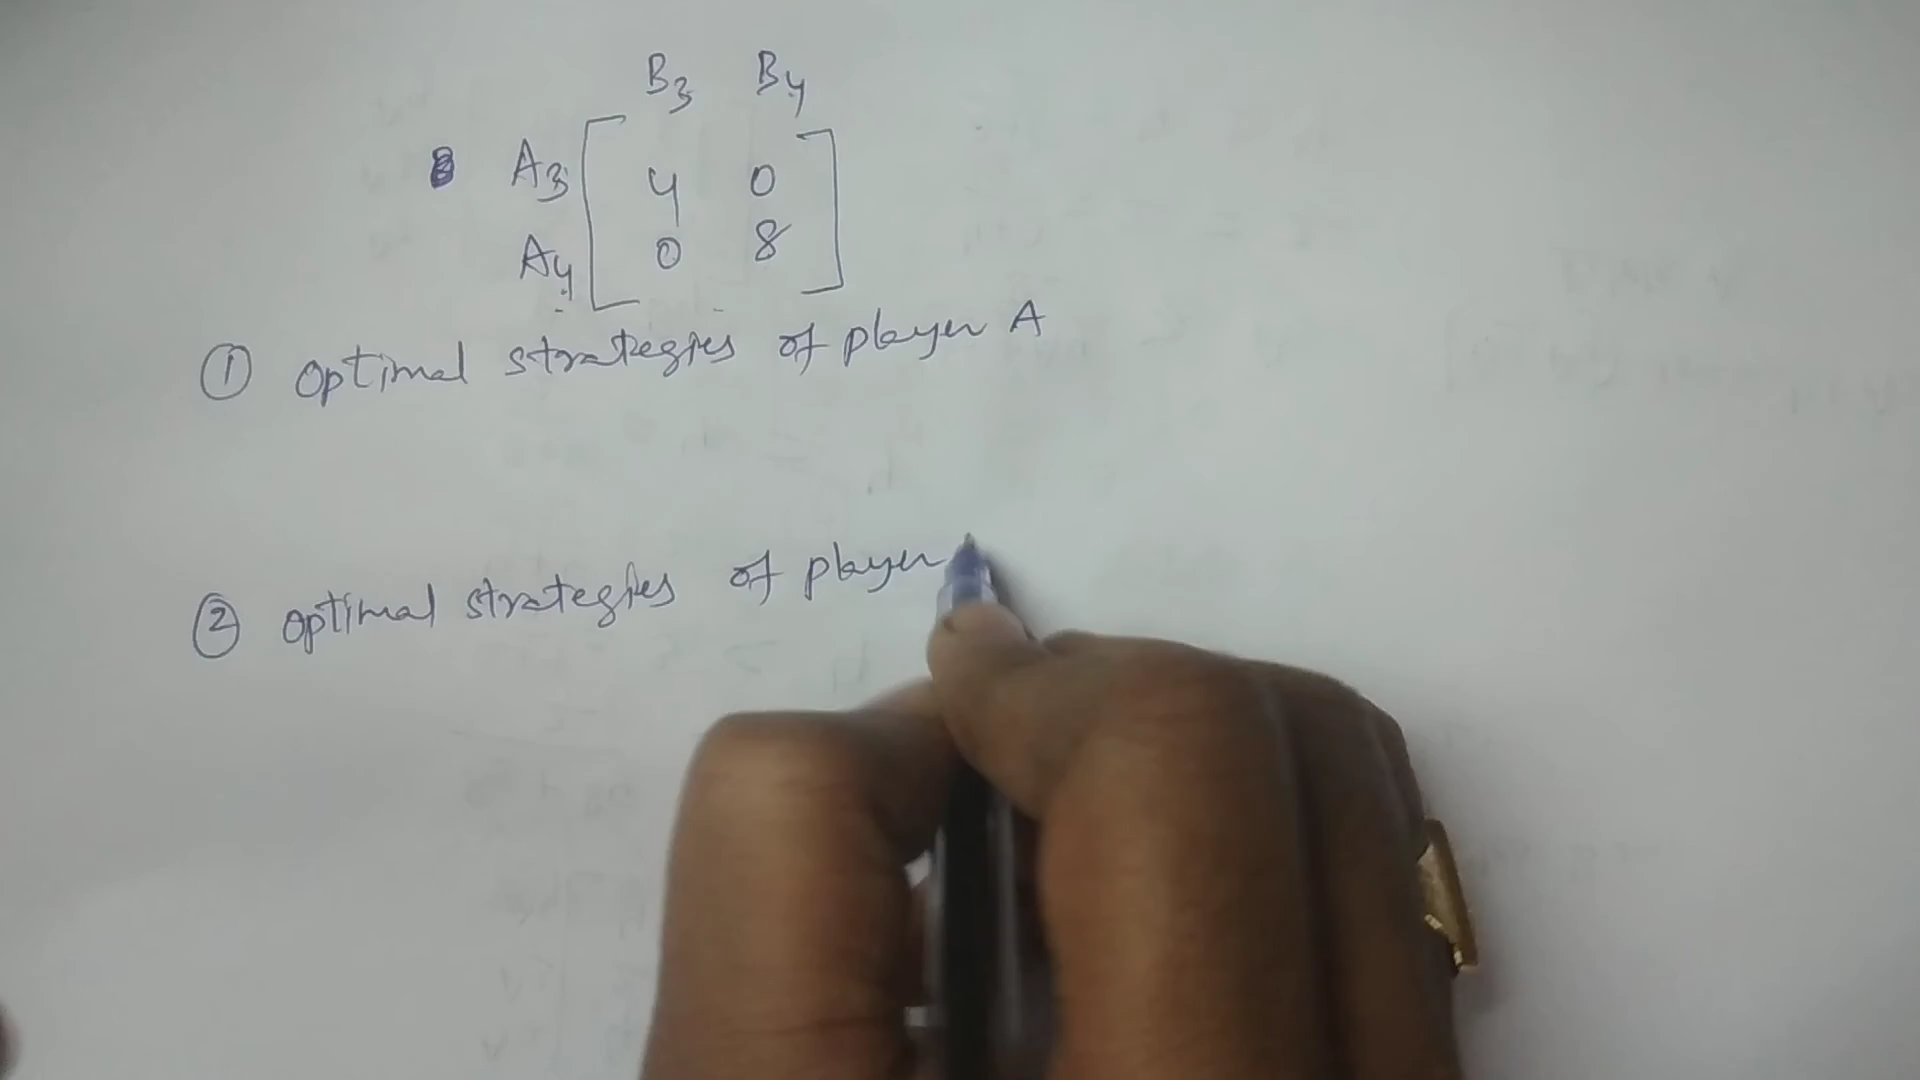 B3 B4
A3 4 0
A4 0 8
① optimal strategies of player A
② optimal strategies of player